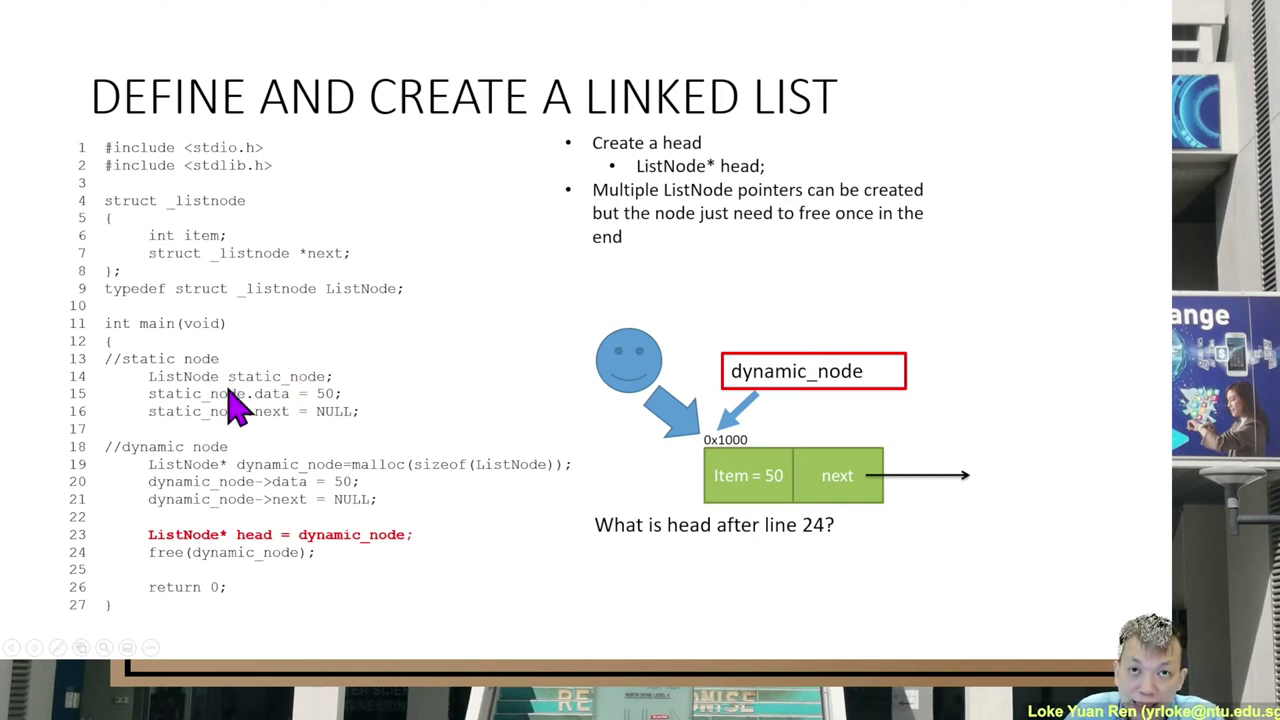 DEFINE AND CREATE A LINKED LIST
1 #include <stdio.h>
2 #include <stdlib.h>
3
4 struct _listnode
5 {
6 int item;
7 struct _listnode *next;
8 };
9 typedef struct _listnode ListNode;
10
11 int main(void)
12 {
13 //static node
14 ListNode static_node;
15 static_node.data = 50;
16 static_no next = NULL;
17
18 //dynamic node
19 ListNode* dynamic_node=malloc(sizeof(ListNode));
20 dynamic_node->data = 50;
21 dynamic_node->next = NULL;
22
23 ListNode* head = dynamic_node;
24 free(dynamic_node);
25
26 return 0;
27 }
• Create a head
• ListNode* head;
• Multiple ListNode pointers can be created
but the node just need to free once in the
end
dynamic_node
0x1000
Item = 50 next
What is head after line 24?
ange
Loke Yuan Ren (yrloke@ntu.edu.s